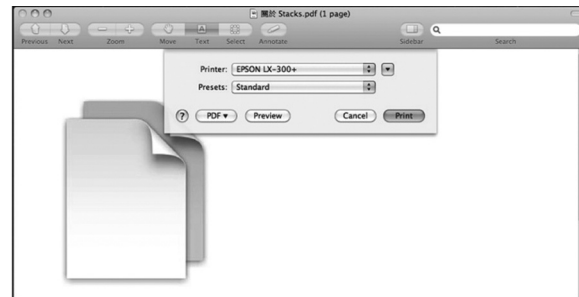 關於 Stacks.pdf (1 page)
Previous Next Zoom Move Text Select Annotate Sidebar Search
Printer: EPSON LX-300+
Presets: Standard
? PDF▼ Preview Cancel Print